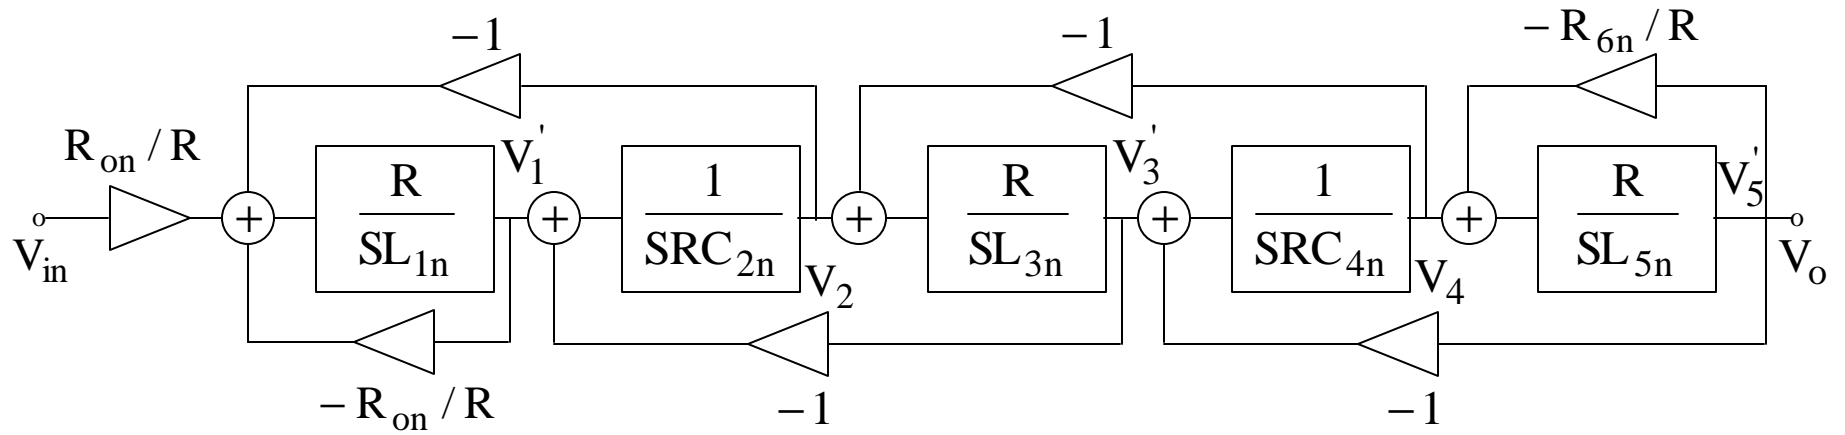 −1
−1
− R6n / R
Ron / R
+
R
SL1n
V1'
+
1
SRC2n
V2
+
R
SL3n
V3'
+
1
SRC4n
V4
+
R
SL5n
V5'
Vin
Vo
− Ron / R
−1
−1